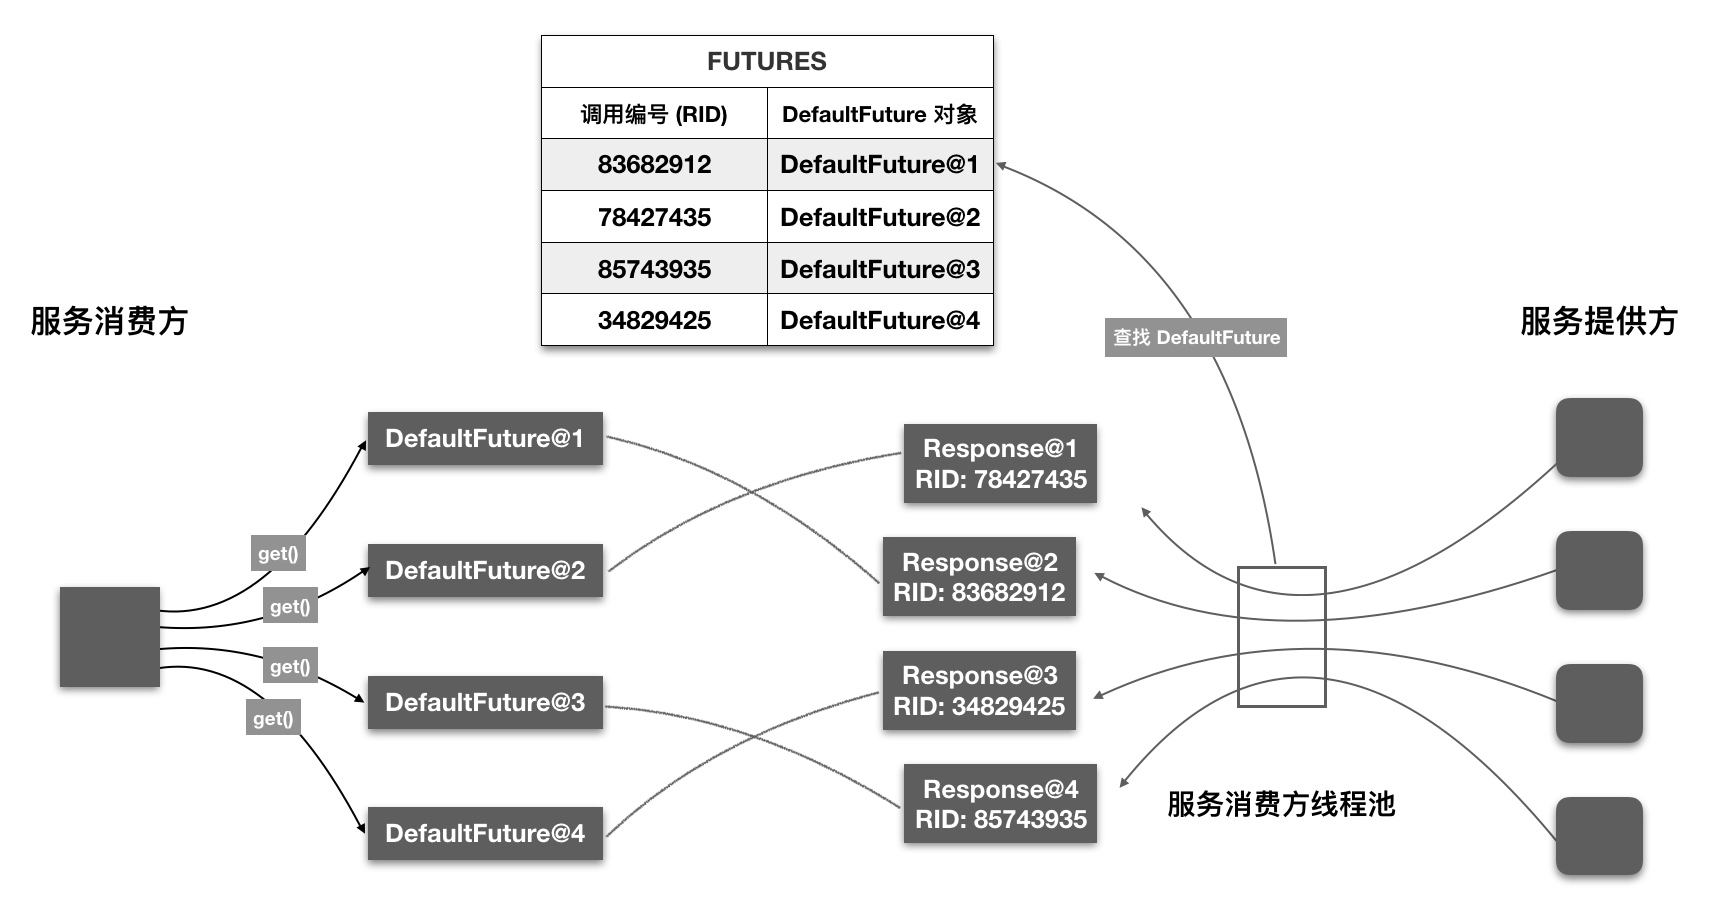 FUTURES
调用编号 (RID)
DefaultFuture 对象
83682912
DefaultFuture@1
78427435
DefaultFuture@2
85743935
DefaultFuture@3
34829425
DefaultFuture@4
服务消费方
服务提供方
查找 DefaultFuture
DefaultFuture@1
DefaultFuture@2
DefaultFuture@3
DefaultFuture@4
get()
get()
get()
get()
Response@1
RID: 78427435
Response@2
RID: 83682912
Response@3
RID: 34829425
Response@4
RID: 85743935
服务消费方线程池